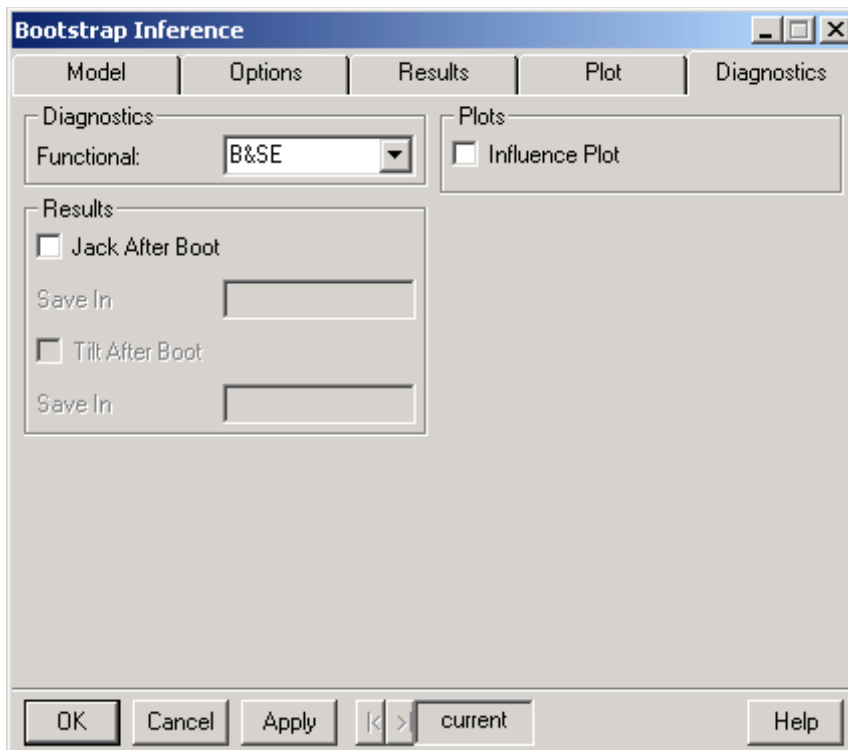 Bootstrap Inference
Model Options Results Plot Diagnostics
Diagnostics
Functional: B&SE
Plots
Influence Plot
Results
Jack After Boot
Save In
Tilt After Boot
Save In
OK Cancel Apply |< >| current Help